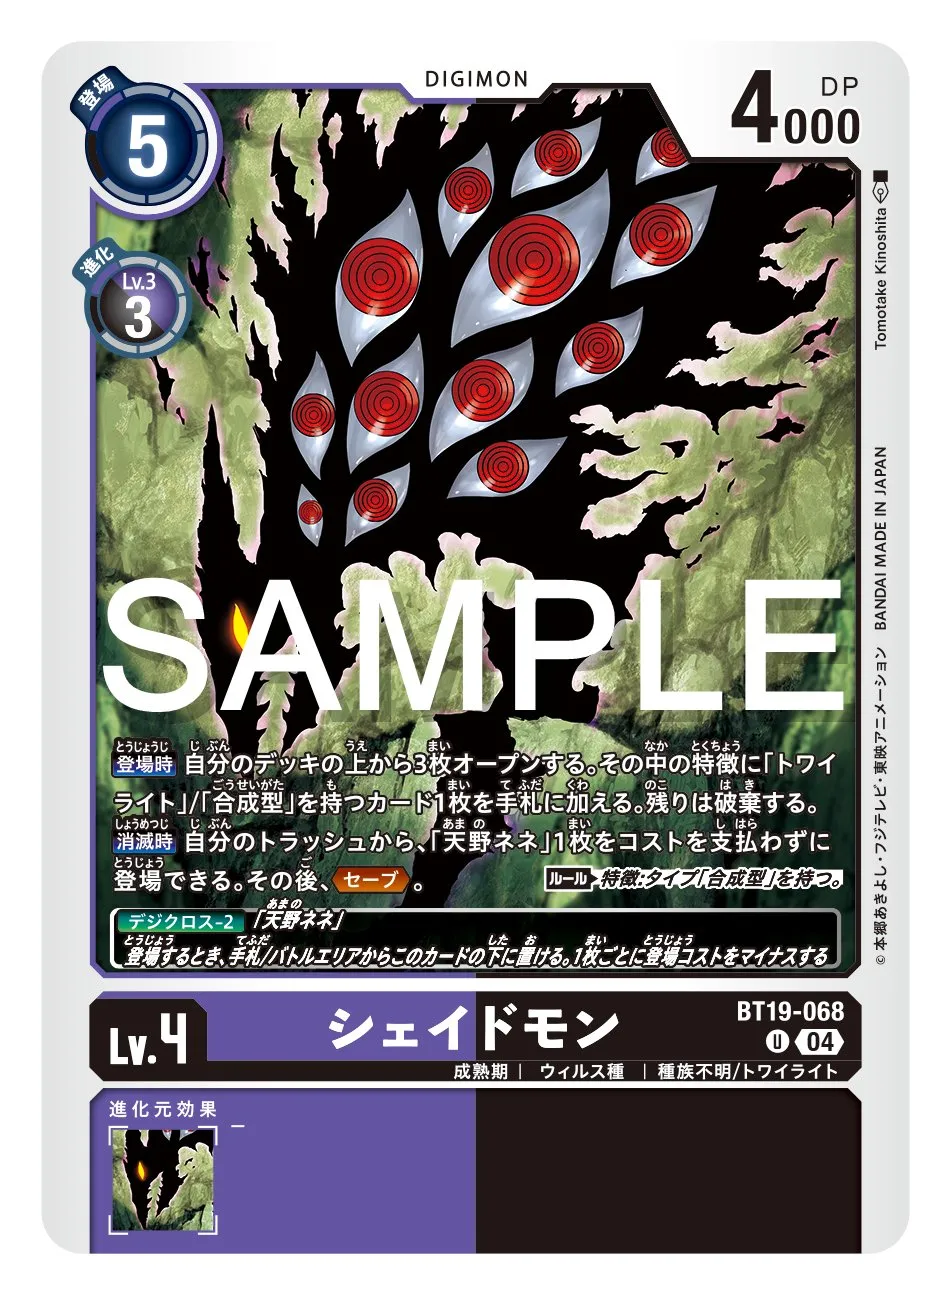 DIGIMON
登場
5
4000
DP
進化
Lv.3
3
Tomotake Kinoshita
BANDAI MADE IN JAPAN
©本郷あきよし・フジテレビ・東映アニメーション
SAMPLE
登場時 自分のデッキの上から3枚オープンする。その中の特徴に「トワイ
ライト」/「合成型」を持つカード1枚を手札に加える。残りは破棄する。
消滅時 自分のトラッシュから、「天野ネネ」1枚をコストを支払わずに
登場できる。その後、セーブ。
ルール 特徴:タイプ「合成型」を持つ。
デジクロス-2 「天野ネネ」
登場するとき、手札/バトルエリアからこのカードの下に置ける。1枚ごとに登場コストをマイナスする
Lv.4
シェイドモン
BT19-068
U 04
成熟期 | ウィルス種 | 種族不明/トワイライト
進化元効果
ー